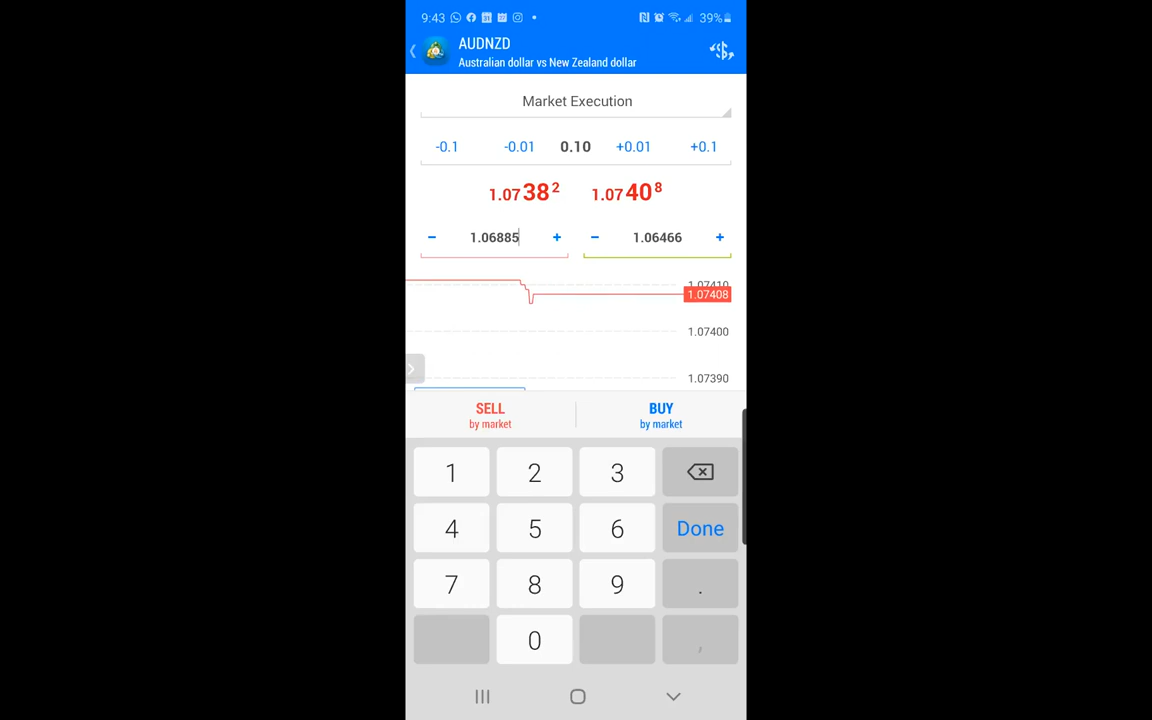 9:43 39%
AUDNZD
Australian dollar vs New Zealand dollar
Market Execution
-0.1 -0.01 0.10 +0.01 +0.1
1.07382 1.07408
− 1.06885 + − 1.06466 +
1.07410
1.07408
1.07400
1.07390
SELL BUY
by market by market
1 2 3
4 5 6 Done
7 8 9 .
0 ,